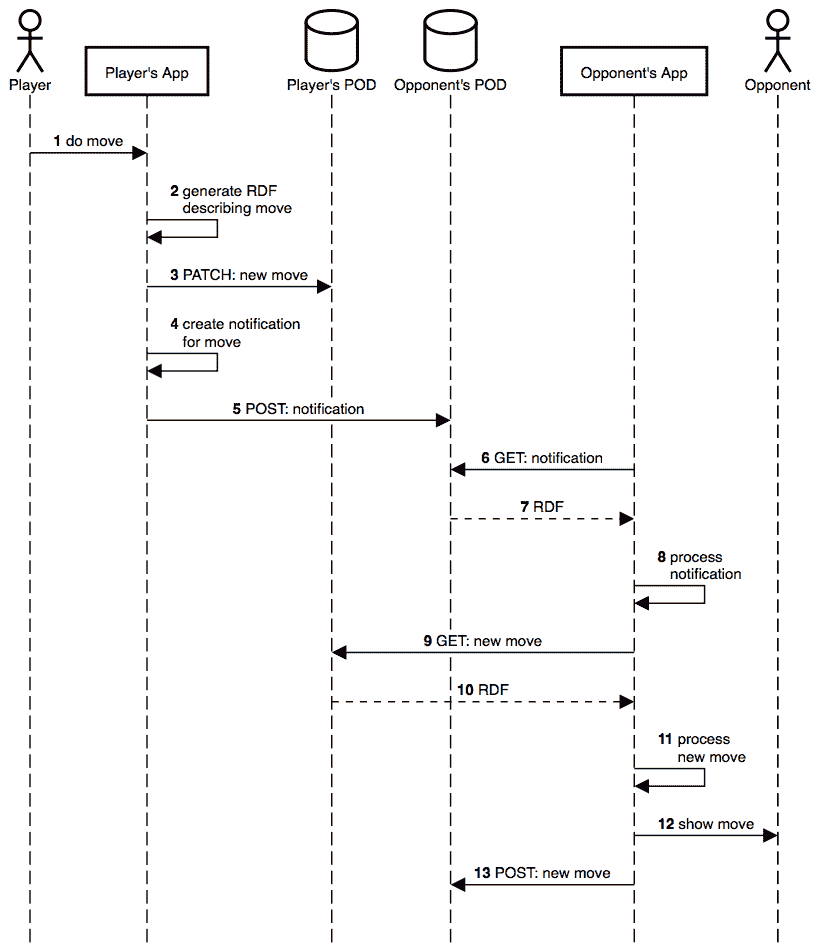 Player
Player's App
Player's POD
Opponent's POD
Opponent's App
Opponent
1 do move
2 generate RDF
describing move
3 PATCH: new move
4 create notification
for move
5 POST: notification
6 GET: notification
7 RDF
8 process
notification
9 GET: new move
10 RDF
11 process
new move
12 show move
13 POST: new move